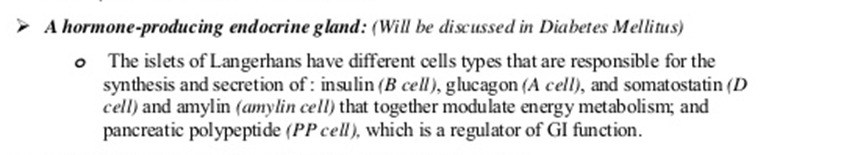 ➤ A hormone-producing endocrine gland: (Will be discussed in Diabetes Mellitus)
o The islets of Langerhans have different cells types that are responsible for the
synthesis and secretion of : insulin (B cell), glucagon (A cell), and somatostatin (D
cell) and amylin (amylin cell) that together modulate energy metabolism; and
pancreatic polypeptide (PP cell), which is a regulator of GI function.